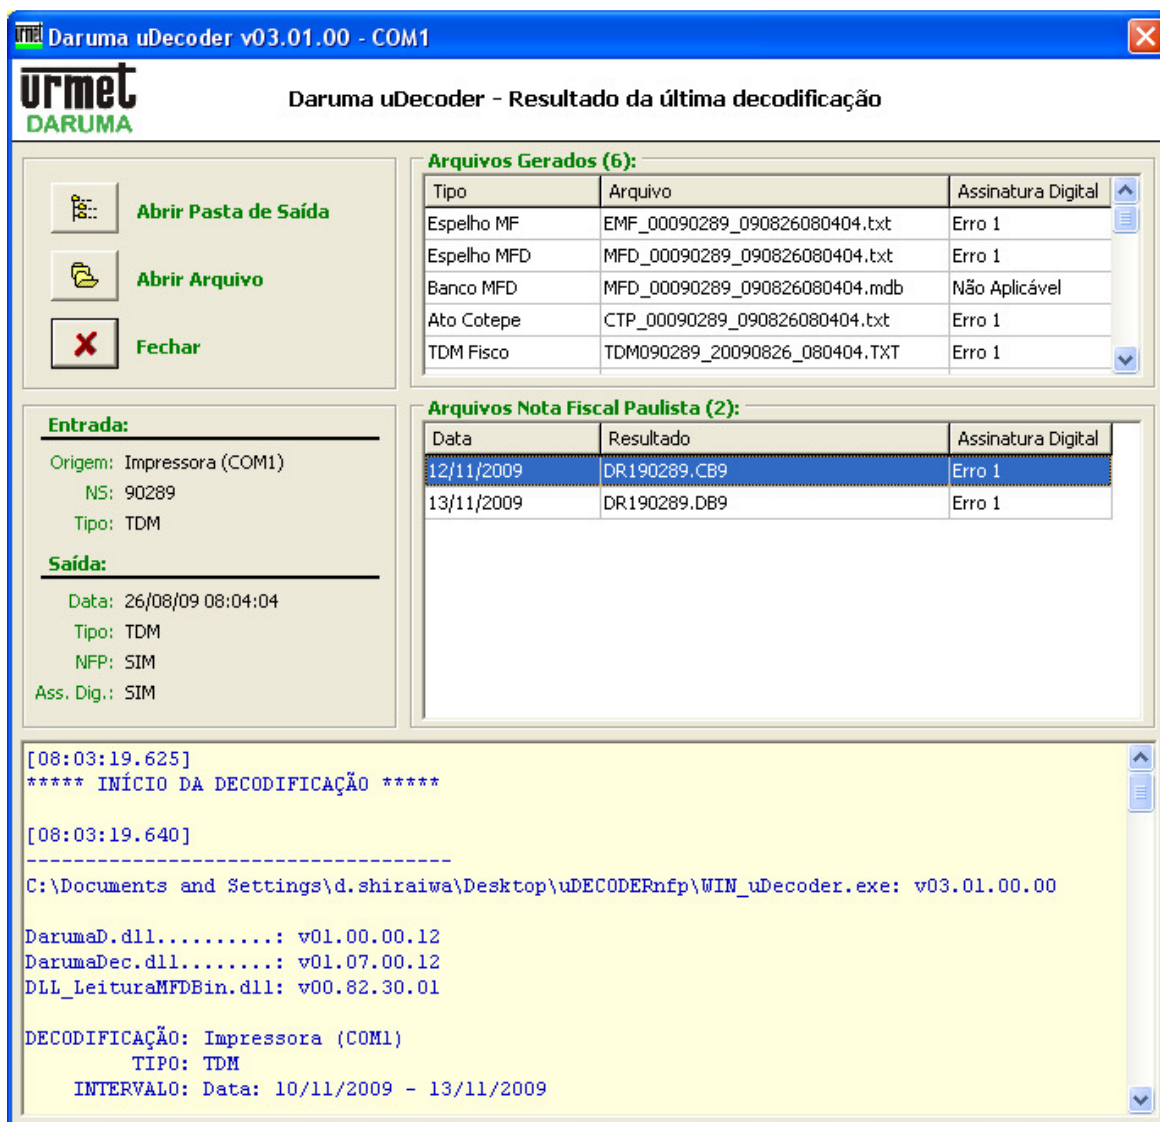 urmet Daruma uDecoder v03.01.00 - COM1
urmet
DARUMA
Daruma uDecoder - Resultado da última decodificação
Abrir Pasta de Saída
Abrir Arquivo
Fechar
Arquivos Gerados (6):
Tipo Arquivo Assinatura Digital
Espelho MF EMF_00090289_090826080404.txt Erro 1
Espelho MFD MFD_00090289_090826080404.txt Erro 1
Banco MFD MFD_00090289_090826080404.mdb Não Aplicável
Ato Cotepe CTP_00090289_090826080404.txt Erro 1
TDM Fisco TDM090289_20090826_080404.TXT Erro 1
Entrada:
Origem: Impressora (COM1)
NS: 90289
Tipo: TDM
Saída:
Data: 26/08/09 08:04:04
Tipo: TDM
NFP: SIM
Ass. Dig.: SIM
Arquivos Nota Fiscal Paulista (2):
Data Resultado Assinatura Digital
12/11/2009 DR190289.CB9 Erro 1
13/11/2009 DR190289.DB9 Erro 1
[08:03:19.625]
***** INÍCIO DA DECODIFICAÇÃO *****
[08:03:19.640]
------------------------------------
C:\Documents and Settings\d.shiraiwa\Desktop\uDECODERnfp\WIN_uDecoder.exe: v03.01.00.00
DarumaD.dll..........: v01.00.00.12
DarumaDec.dll........: v01.07.00.12
DLL_LeituraMFDBin.dll: v00.82.30.01
DECODIFICAÇÃO: Impressora (COM1)
TIPO: TDM
INTERVALO: Data: 10/11/2009 - 13/11/2009